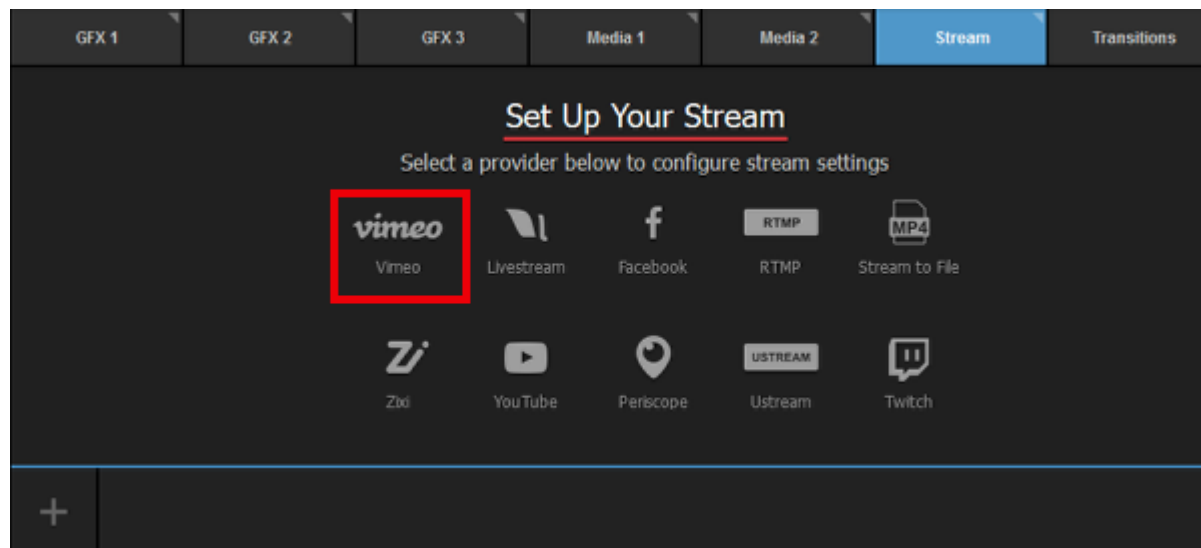 GFX 1 GFX 2 GFX 3 Media 1 Media 2 Stream Transitions
Set Up Your Stream
Select a provider below to configure stream settings
vimeo f RTMP MP4
Vimeo Livestream Facebook RTMP Stream to File
Zi USTREAM
Zixi YouTube Periscope Ustream Twitch
+